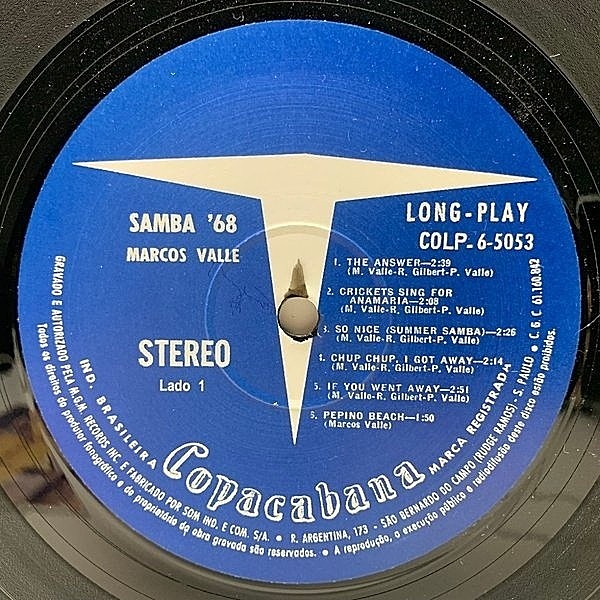 SAMBA '68
MARCOS VALLE
LONG-PLAY
COLP-6-5053
STEREO
Lado 1
1. THE ANSWER—2:39
(M. Valle-R. Gilbert-P. Valle)
2. CRICKETS SING FOR
ANAMARIA—2:08
(M. Valle-R. Gilbert-P. Valle)
3. SO NICE (SUMMER SAMBA)—2:26
(M. Valle-R. Gilbert-P. Valle)
4. CHUP CHUP, I GOT AWAY—2:14
(M. Valle-R. Gilbert-P. Valle)
5. IF YOU WENT AWAY—2:51
(M. Valle-R. Gilbert-P. Valle)
6. PEPINO BEACH—1:50
(Marcos Valle)
IND. BRASILEIRA
Copacabana
MARCA REGISTRADA
GRAVADO E AUTORIZADO PELA M.G.M. RECORDS INC. E FABRICADO POR SOM IND. E COM. S/A. • R. ARGENTINA, 173 - SÃO BERNARDO DO CAMPO (RUDGE RAMOS) - S. PAULO • C. G. C. 61.160.842
Todos os direitos do produtor fonográfico e do proprietário da obra gravada são reservados. • A reprodução, a execução pública e radiodifusão deste disco estão proibidos.